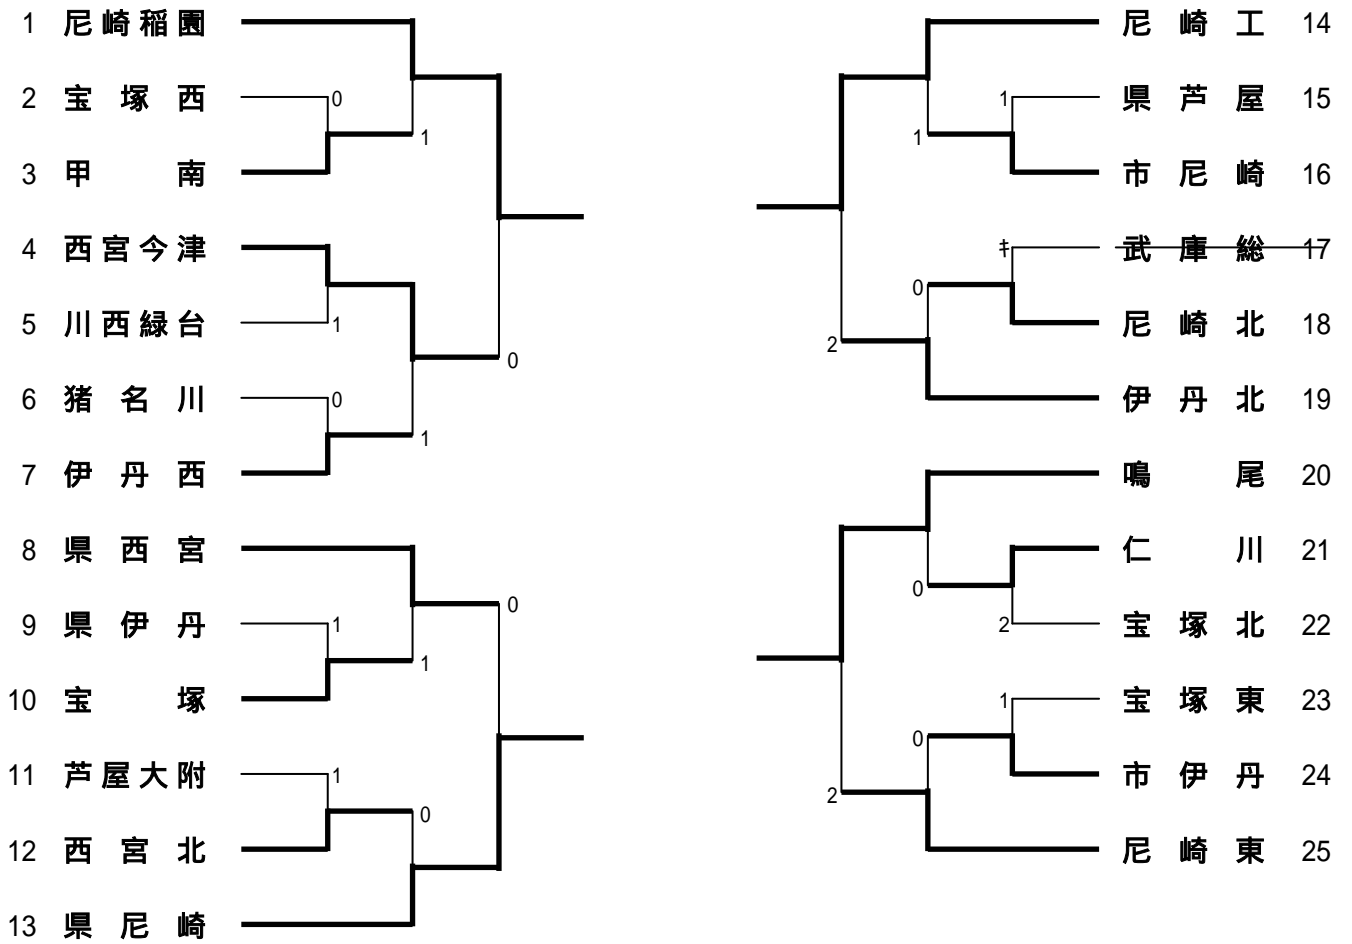 1 尼崎稲園
2 宝塚西
0
3 甲南
1
4 西宮今津
5 川西緑台
1
0
6 猪名川
0
7 伊丹西
1
8 県西宮
0
9 県伊丹
1
10 宝塚
1
11 芦屋大附
1
0
12 西宮北
13 県尼崎
尼崎工 14
1
県芦屋 15
1
市尼崎 16
キ
武庫総 17
0
尼崎北 18
2
伊丹北 19
鳴尾 20
仁川 21
0
2
宝塚北 22
1
宝塚東 23
0
市伊丹 24
2
尼崎東 25